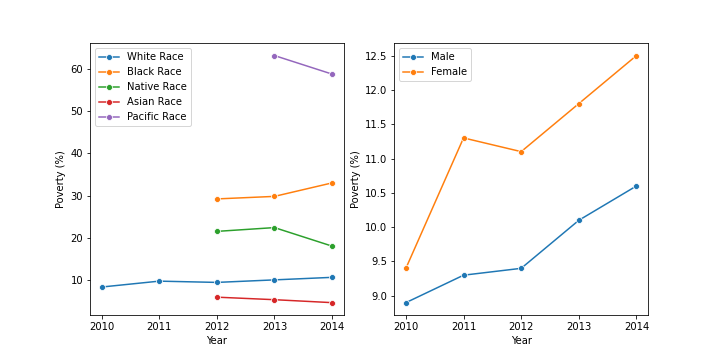 White Race
Black Race
Native Race
Asian Race
Pacific Race
60
50
40
30
20
10
Poverty (%)
2010 2011 2012 2013 2014
Year
Male
Female
12.5
12.0
11.5
11.0
10.5
10.0
9.5
9.0
Poverty (%)
2010 2011 2012 2013 2014
Year